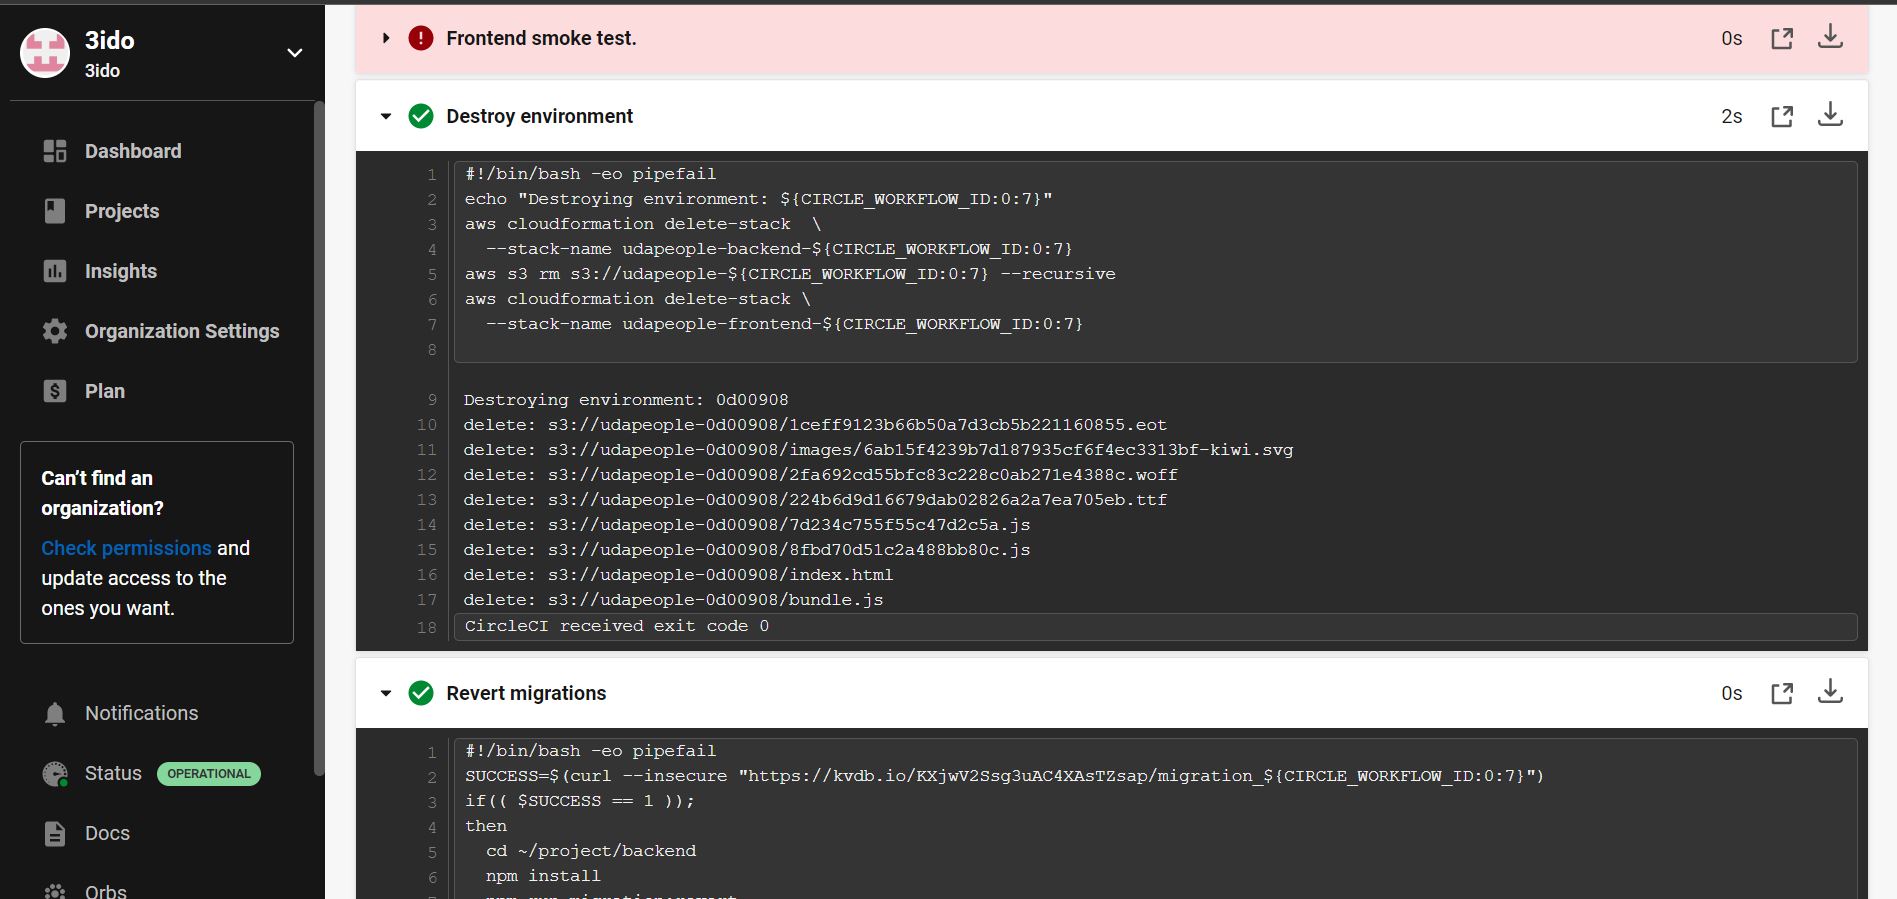 3ido
3ido
Dashboard
Projects
Insights
Organization Settings
Plan
Can't find an
organization?
Check permissions and
update access to the
ones you want.
Notifications
Status OPERATIONAL
Docs
Orbs
Frontend smoke test.
0s
Destroy environment
2s
1 #!/bin/bash -eo pipefail
2 echo "Destroying environment: ${CIRCLE_WORKFLOW_ID:0:7}"
3 aws cloudformation delete-stack  \
4   --stack-name udapeople-backend-${CIRCLE_WORKFLOW_ID:0:7}
5 aws s3 rm s3://udapeople-${CIRCLE_WORKFLOW_ID:0:7} --recursive
6 aws cloudformation delete-stack \
7   --stack-name udapeople-frontend-${CIRCLE_WORKFLOW_ID:0:7}
8
9 Destroying environment: 0d00908
10 delete: s3://udapeople-0d00908/1ceff9123b66b50a7d3cb5b221160855.eot
11 delete: s3://udapeople-0d00908/images/6ab15f4239b7d187935cf6f4ec3313bf-kiwi.svg
12 delete: s3://udapeople-0d00908/2fa692cd55bfc83c228c0ab271e4388c.woff
13 delete: s3://udapeople-0d00908/224b6d9d16679dab02826a2a7ea705eb.ttf
14 delete: s3://udapeople-0d00908/7d234c755f55c47d2c5a.js
15 delete: s3://udapeople-0d00908/8fbd70d51c2a488bb80c.js
16 delete: s3://udapeople-0d00908/index.html
17 delete: s3://udapeople-0d00908/bundle.js
18 CircleCI received exit code 0
Revert migrations
0s
1 #!/bin/bash -eo pipefail
2 SUCCESS=$(curl --insecure "https://kvdb.io/KXjwV2Ssg3uAC4XAsTZsap/migration_${CIRCLE_WORKFLOW_ID:0:7}")
3 if(( $SUCCESS == 1 ));
4 then
5   cd ~/project/backend
6   npm install